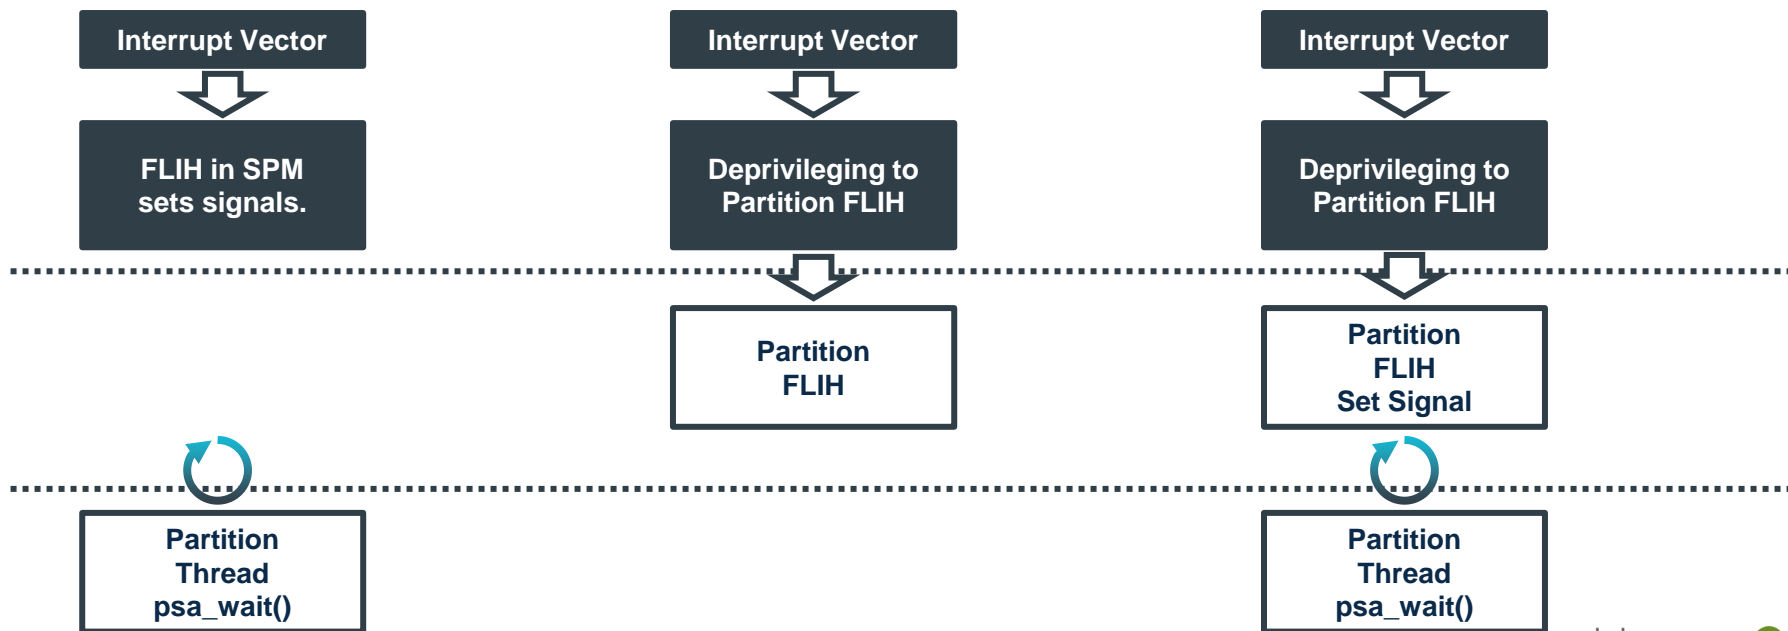 Interrupt Vector
FLIH in SPM
sets signals.
Partition
Thread
psa_wait()
Interrupt Vector
Deprivileging to
Partition FLIH
Partition
FLIH
Interrupt Vector
Deprivileging to
Partition FLIH
Partition
FLIH
Set Signal
Partition
Thread
psa_wait()